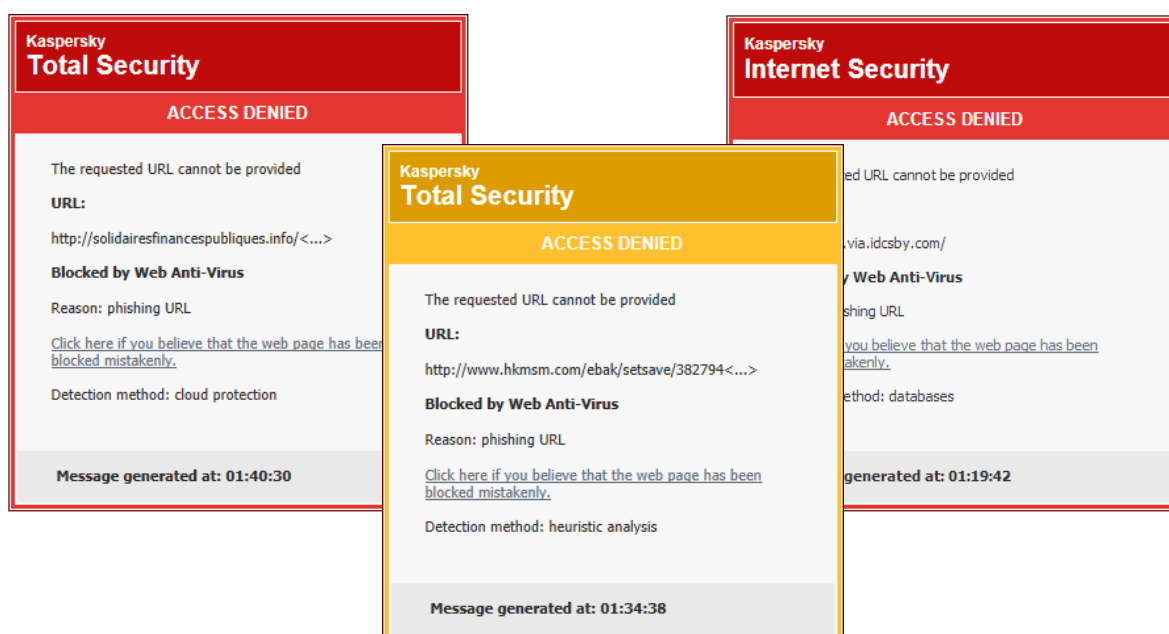 Kaspersky
Total Security
ACCESS DENIED
The requested URL cannot be provided
URL:
http://solidairesfinancespubliques.info/<...>
Blocked by Web Anti-Virus
Reason: phishing URL
Click here if you believe that the web page has been
blocked mistakenly.
Detection method: cloud protection
Message generated at: 01:40:30
Kaspersky
Total Security
ACCESS DENIED
The requested URL cannot be provided
URL:
http://www.hkmsm.com/ebak/setsave/382794<...>
Blocked by Web Anti-Virus
Reason: phishing URL
Click here if you believe that the web page has been
blocked mistakenly.
Detection method: heuristic analysis
Message generated at: 01:34:38
Kaspersky
Internet Security
ACCESS DENIED
URL cannot be provided
.via.idcsby.com/
Web Anti-Virus
URL
you believe that the web page has been
databases
generated at: 01:19:42